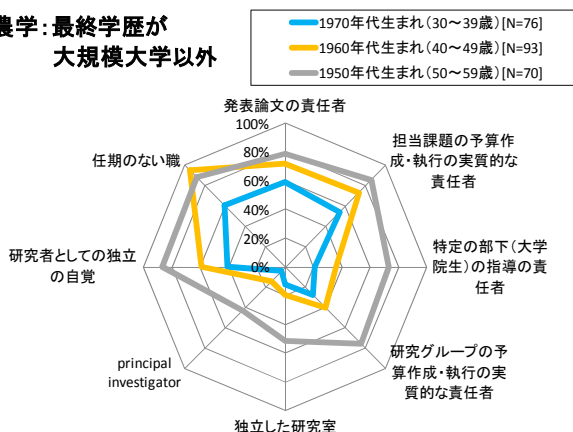 農学：最終学歴が
大規模大学以外
1970年代生まれ(30～39歳)[N=76]
1960年代生まれ(40～49歳)[N=93]
1950年代生まれ(50～59歳)[N=70]
発表論文の責任者
担当課題の予算作
成・執行の実質的な
責任者
特定の部下(大学
院生)の指導の責
任者
研究グループの予
算作成・執行の実
質的な責任者
独立した研究室
principal
investigator
研究者としての独立
の自覚
任期のない職
100%
80%
60%
40%
20%
0%